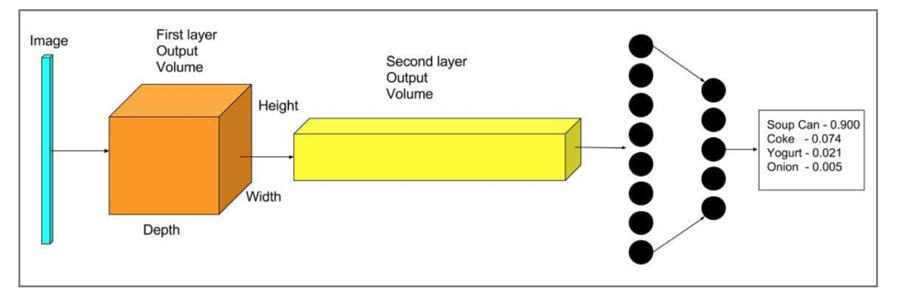 Image
First layer
Output
Volume
Height
Width
Depth
Second layer
Output
Volume
Soup Can - 0.900
Coke - 0.074
Yogurt - 0.021
Onion - 0.005